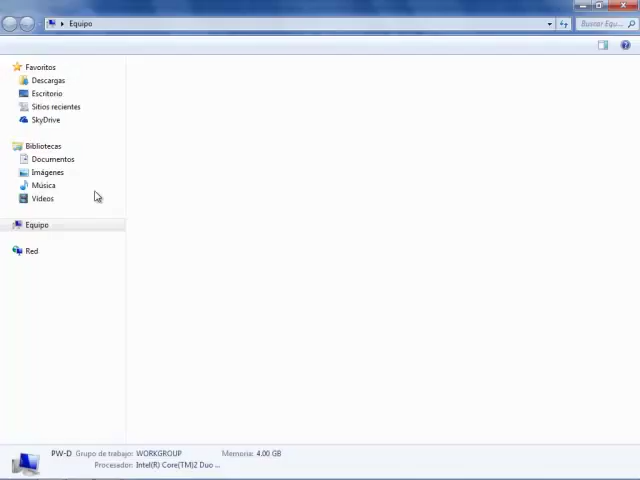 Equipo
Buscar Equ...
Favoritos
Descargas
Escritorio
Sitios recientes
SkyDrive
Bibliotecas
Documentos
Imágenes
Música
Vídeos
Equipo
Red
PW-D Grupo de trabajo: WORKGROUP Memoria: 4.00 GB
Procesador: Intel(R) Core(TM)2 Duo ...